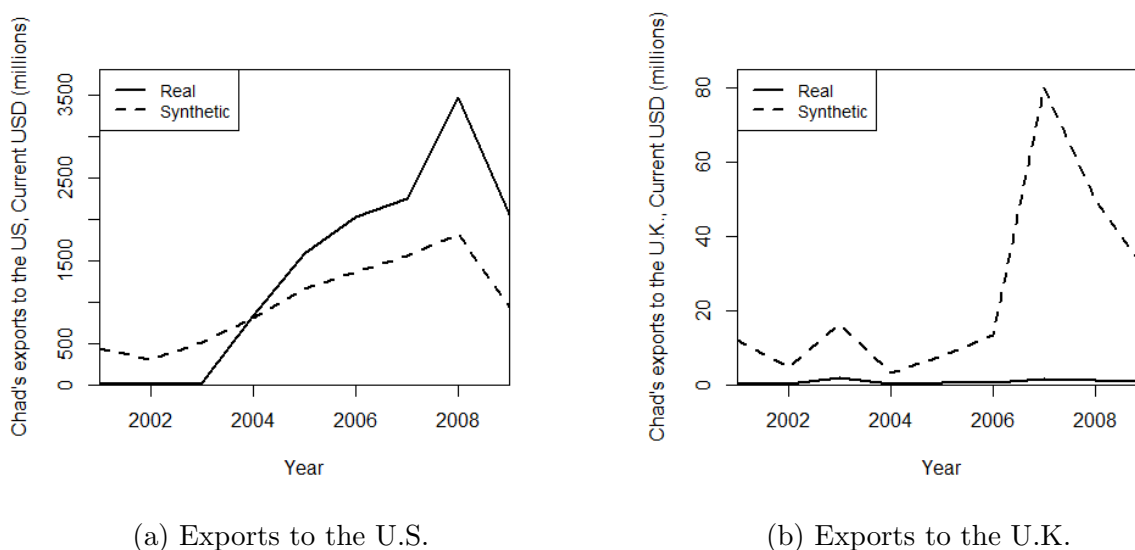 Chad's exports to the US, Current USD (millions)
3500
2500
1500
500
0
Real
Synthetic
2002
2004
2006
2008
Year
(a) Exports to the U.S.
Chad's exports to the U.K., Current USD (millions)
80
60
40
20
0
Real
Synthetic
2002
2004
2006
2008
Year
(b) Exports to the U.K.